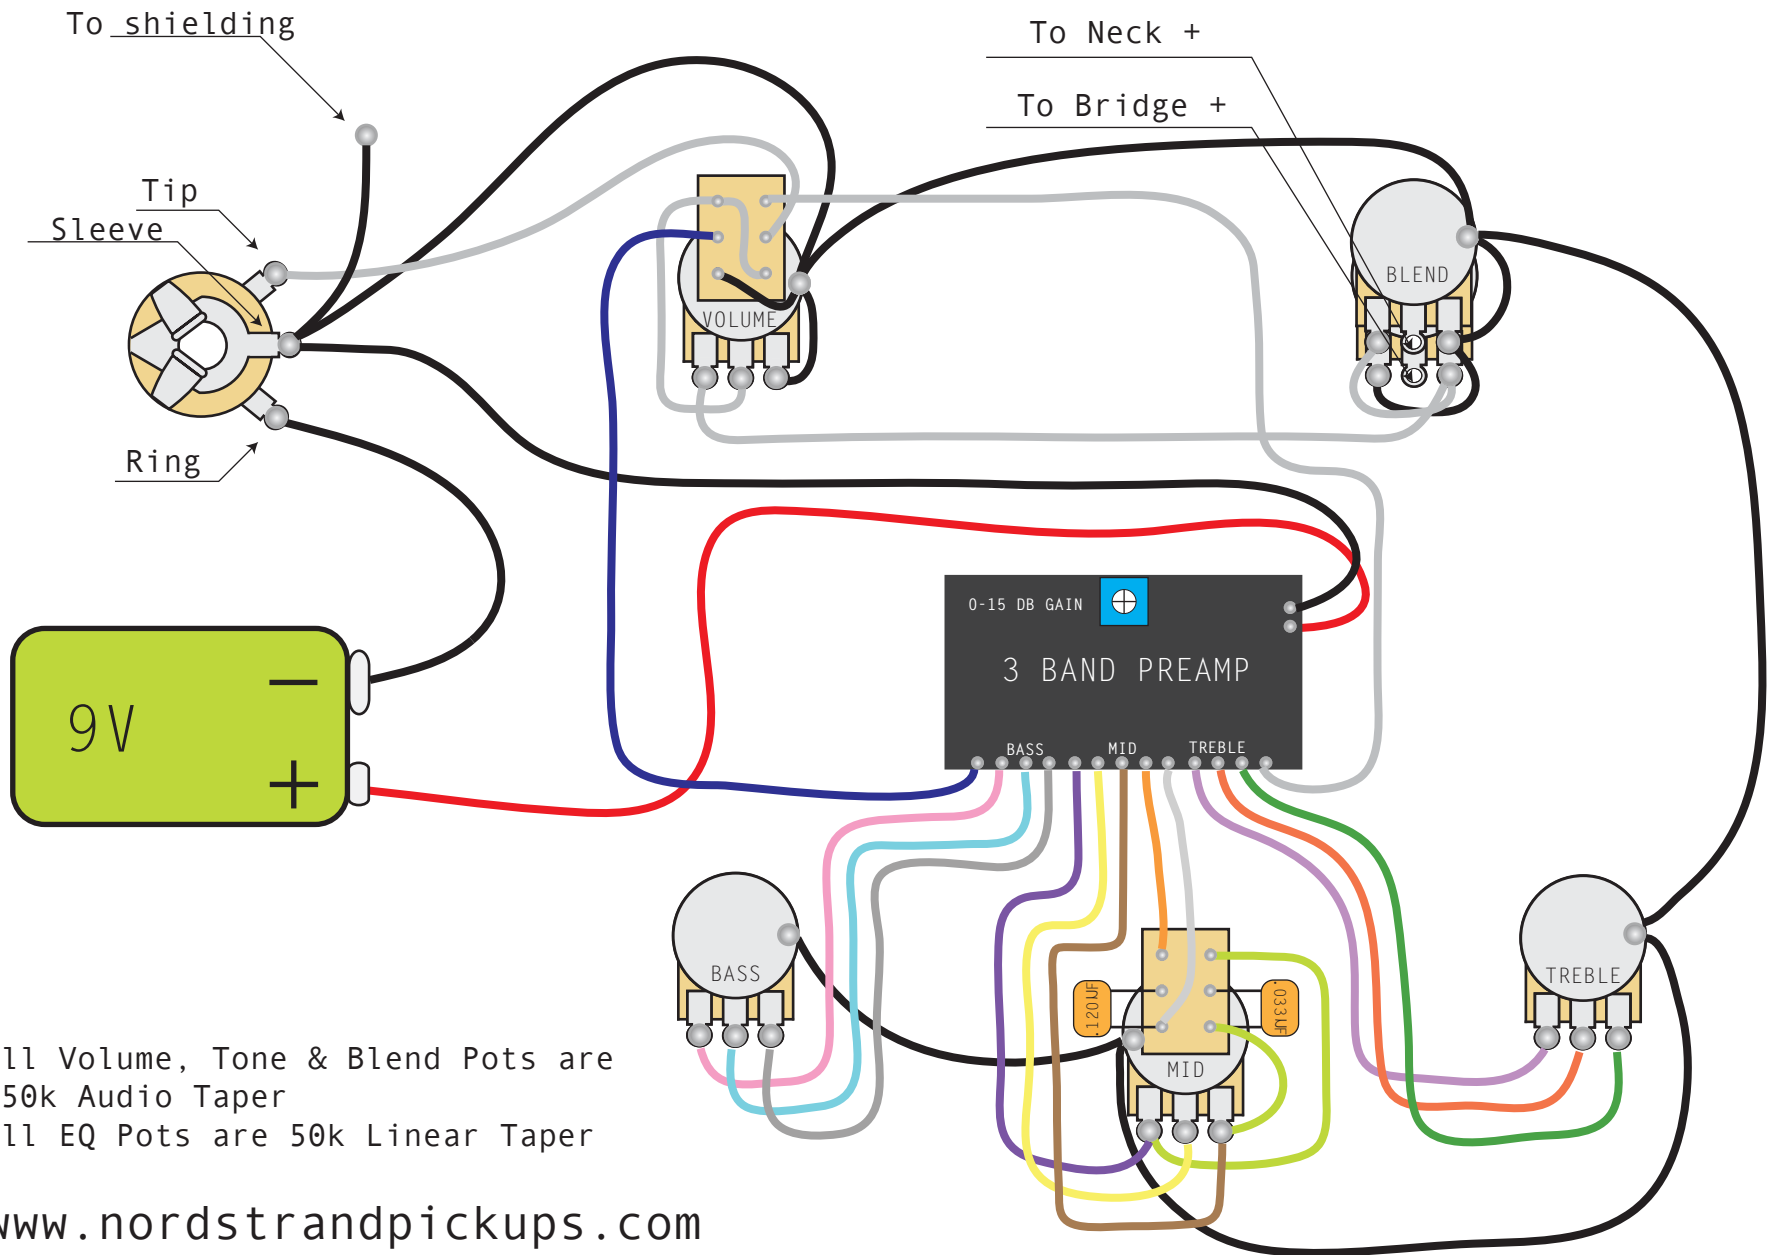 To shielding
To Neck +
To Bridge +
Tip
Sleeve
Ring
VOLUME
BLEND
0-15 DB GAIN
3 BAND PREAMP
BASS MID TREBLE
9V
− 
+
BASS
.120UF
.033UF
MID
TREBLE
ll Volume, Tone & Blend Pots are
50k Audio Taper
ll EQ Pots are 50k Linear Taper
www.nordstrandpickups.com